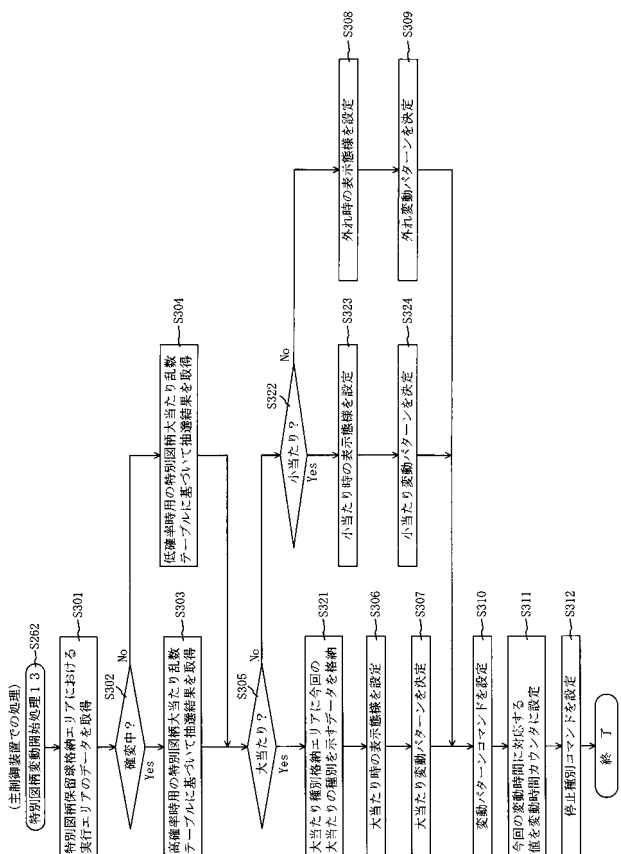 (主制御装置での処理)
特別図柄変動開始処理13
S262
特別図柄保留球格納エリアにおける
実行エリアのデータを取得
S301
確変中?
S302
Yes
No
高確率時用の特別図柄大当たり乱数
テーブルに基づいて抽選結果を取得
S303
低確率時用の特別図柄大当たり乱数
テーブルに基づいて抽選結果を取得
S304
大当たり?
S305
Yes
No
大当たり種別格納エリアに今回の
大当たりの種別を示すデータを格納
S321
大当たり時の表示態様を設定
S306
大当たり変動パターンを決定
S307
小当たり?
S322
Yes
No
小当たり時の表示態様を設定
S323
小当たり変動パターンを決定
S324
外れ時の表示態様を設定
S308
外れ変動パターンを決定
S309
変動パターンコマンドを設定
S310
今回の変動時間に対応する
値を変動時間カウンタに設定
S311
停止種別コマンドを設定
S312
終了